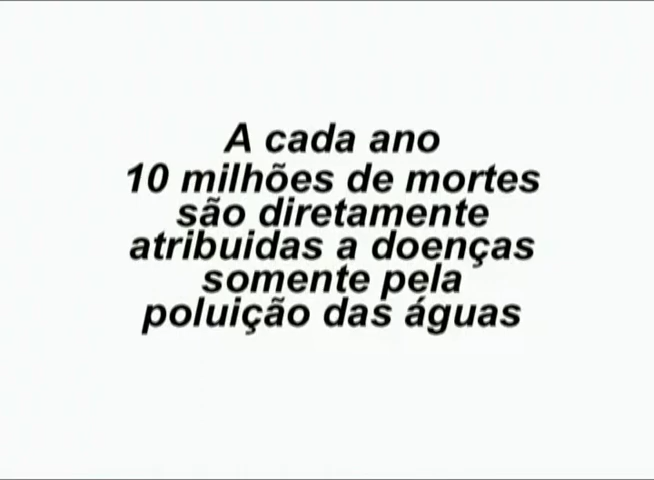 A cada ano
10 milhões de mortes
são diretamente
atribuidas a doenças
somente pela
poluição das águas